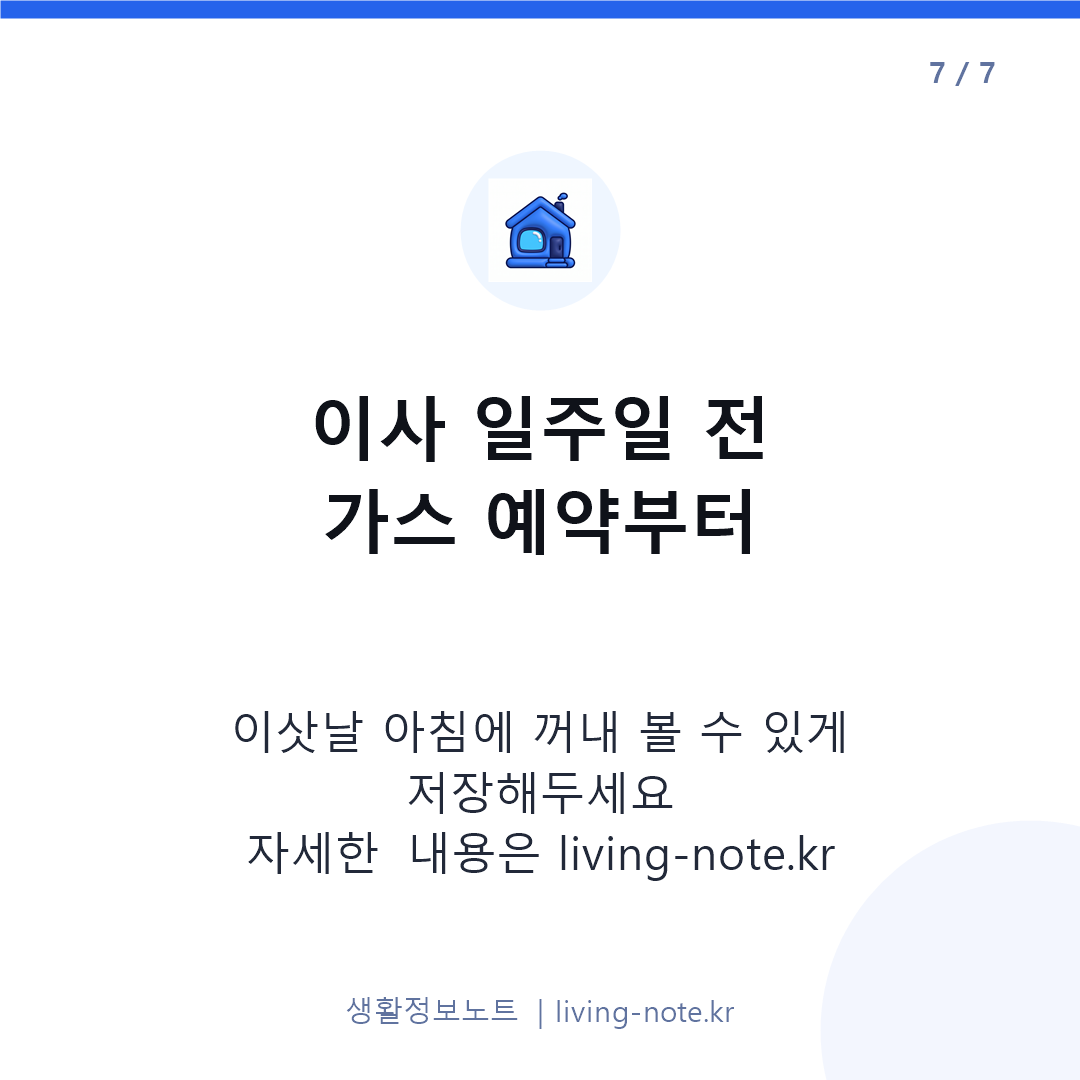 7 / 7
이사 일주일 전
가스 예약부터
이삿날 아침에 꺼내 볼 수 있게
저장해두세요
자세한 내용은 living-note.kr
생활정보노트 | living-note.kr